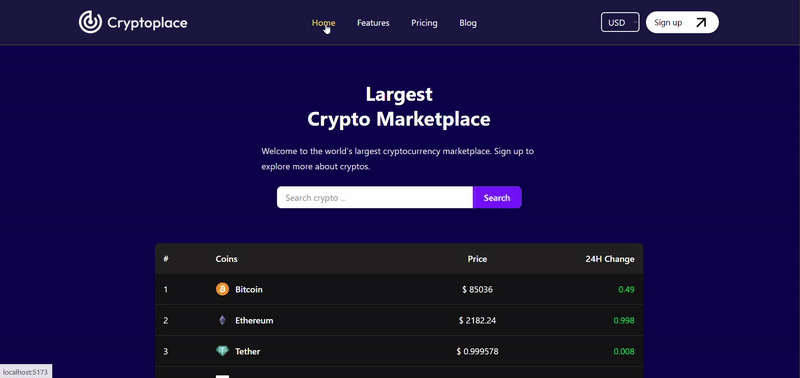 Cryptoplace Home Features Pricing Blog USD Sign up
Largest
Crypto Marketplace
Welcome to the world's largest cryptocurrency marketplace. Sign up to
explore more about cryptos.
Search crypto ... Search
# Coins Price 24H Change
1 Bitcoin $ 85036 0.49
2 Ethereum $ 2182.24 0.998
3 Tether $ 0.999578 0.008
localhost:5173